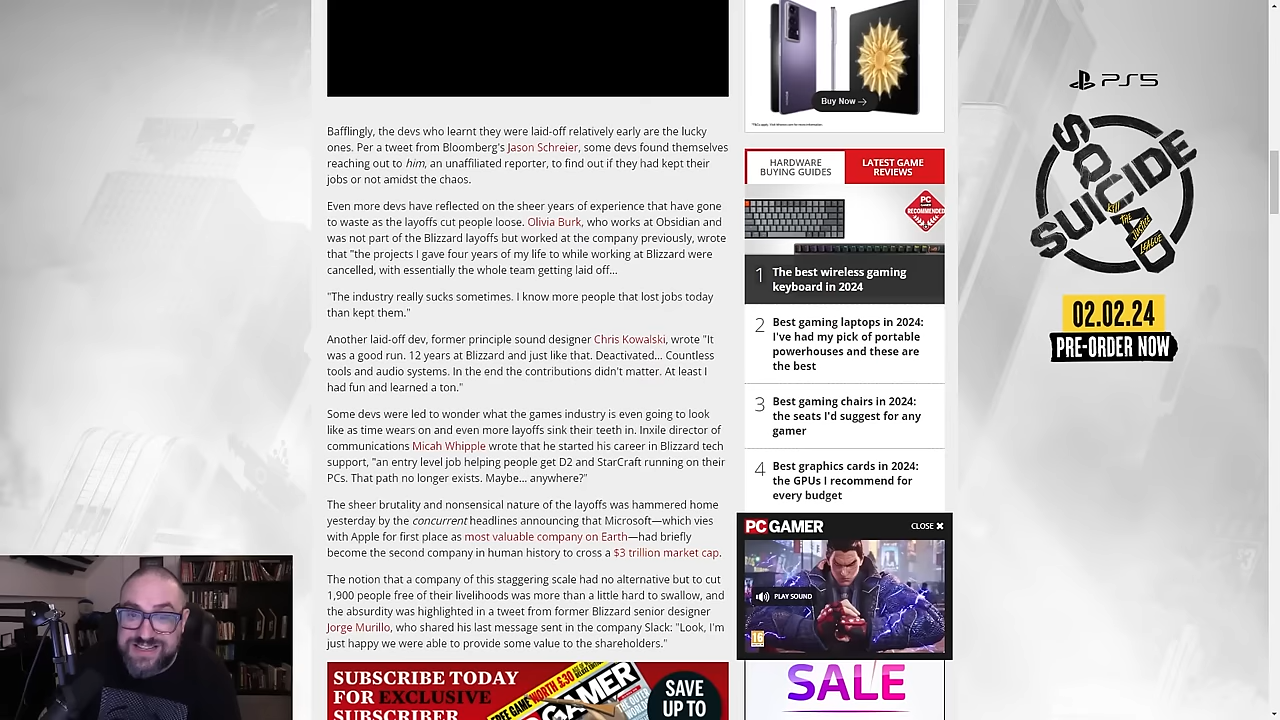 Bafflingly, the devs who learnt they were laid-off relatively early are the lucky
ones. Per a tweet from Bloomberg's Jason Schreier, some devs found themselves
reaching out to him, an unaffiliated reporter, to find out if they had kept their
jobs or not amidst the chaos.
Even more devs have reflected on the sheer years of experience that have gone
to waste as the layoffs cut people loose. Olivia Burk, who works at Obsidian and
was not part of the Blizzard layoffs but worked at the company previously, wrote
that "the projects I gave four years of my life to while working at Blizzard were
cancelled, with essentially the whole team getting laid off...
"The industry really sucks sometimes. I know more people that lost jobs today
than kept them."
Another laid-off dev, former principle sound designer Chris Kowalski, wrote "It
was a good run. 12 years at Blizzard and just like that. Deactivated... Countless
tools and audio systems. In the end the contributions didn't matter. At least I
had fun and learned a ton."
Some devs were led to wonder what the games industry is even going to look
like as time wears on and even more layoffs sink their teeth in. Inxile director of
communications Micah Whipple wrote that he started his career in Blizzard tech
support, "an entry level job helping people get D2 and StarCraft running on their
PCs. That path no longer exists. Maybe... anywhere?"
The sheer brutality and nonsensical nature of the layoffs was hammered home
yesterday by the concurrent headlines announcing that Microsoft—which vies
with Apple for first place as most valuable company on Earth—had briefly
become the second company in human history to cross a $3 trillion market cap.
The notion that a company of this staggering scale had no alternative but to cut
1,900 people free of their livelihoods was more than a little hard to swallow, and
the absurdity was highlighted in a tweet from former Blizzard senior designer
Jorge Murillo, who shared his last message sent in the company Slack: "Look, I'm
just happy we were able to provide some value to the shareholders."
SUBSCRIBE TODAY
FOR EXCLUSIVE
SUBSCRIBER
FREE GAME WORTH £30
GAMER
SAVE
UP TO
Buy Now →
HARDWARE
BUYING GUIDES
LATEST GAME
REVIEWS
PC
GAMER
RECOMMENDED
1 The best wireless gaming
keyboard in 2024
2 Best gaming laptops in 2024:
I've had my pick of portable
powerhouses and these are
the best
3 Best gaming chairs in 2024:
the seats I'd suggest for any
gamer
4 Best graphics cards in 2024:
the GPUs I recommend for
every budget
PC GAMER
CLOSE ✖
PLAY SOUND
16
SALE
PS5
SUICIDE
SQUAD
KILL
THE
JUSTICE
LEAGUE
02.02.24
PRE-ORDER NOW